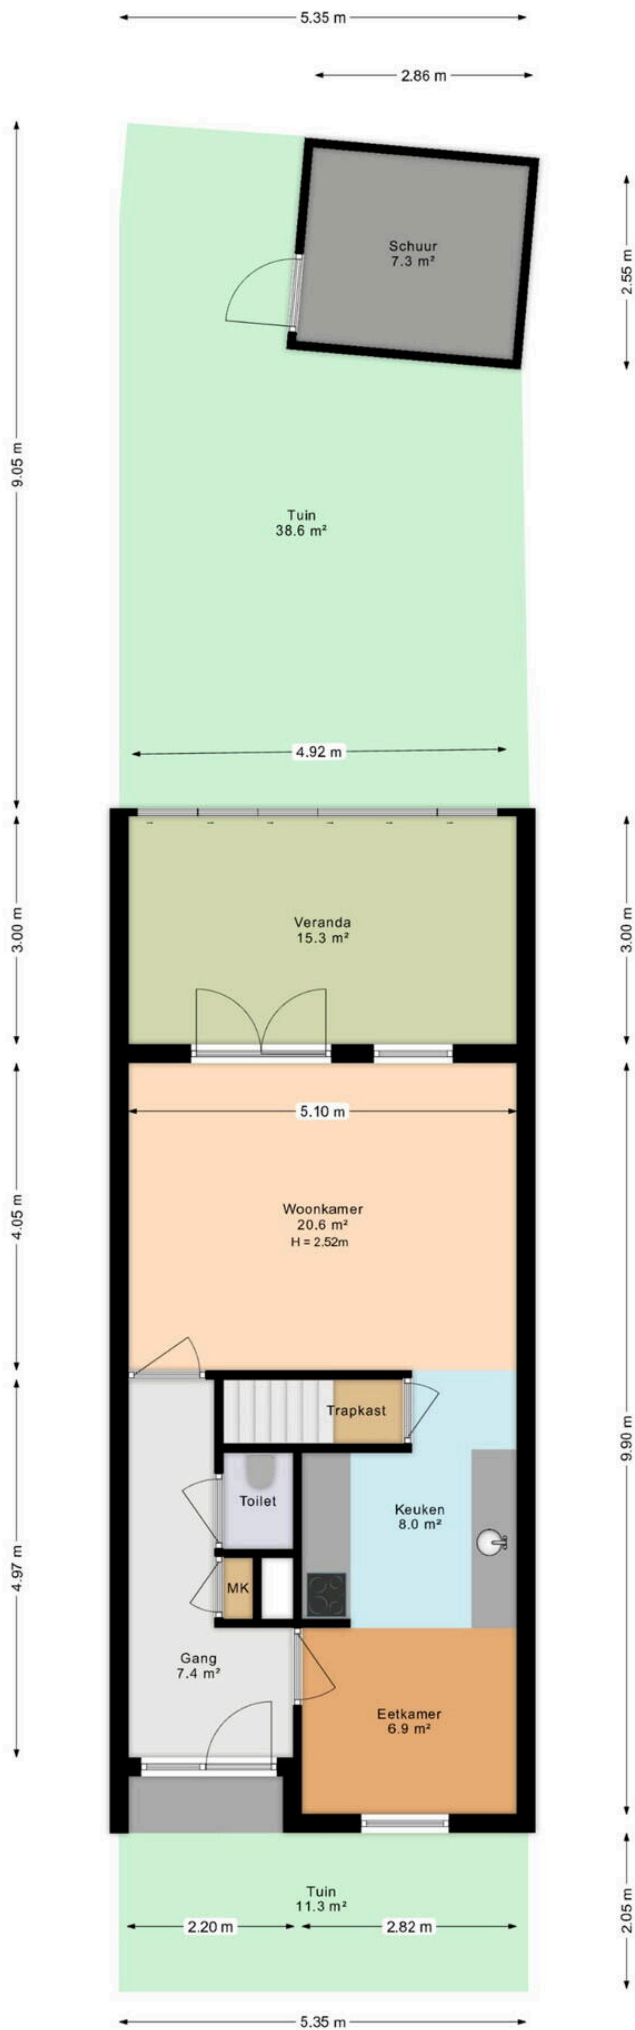 5.35 m
2.86 m
Schuur
7.3 m²
2.55 m
9.05 m
Tuin
38.6 m²
4.92 m
3.00 m
Veranda
15.3 m²
3.00 m
5.10 m
4.05 m
Woonkamer
20.6 m²
H = 2.52m
Trapkast
9.90 m
Toilet
Keuken
8.0 m²
4.97 m
MK
Gang
7.4 m²
Eetkamer
6.9 m²
Tuin
11.3 m²
2.20 m
2.82 m
2.05 m
5.35 m